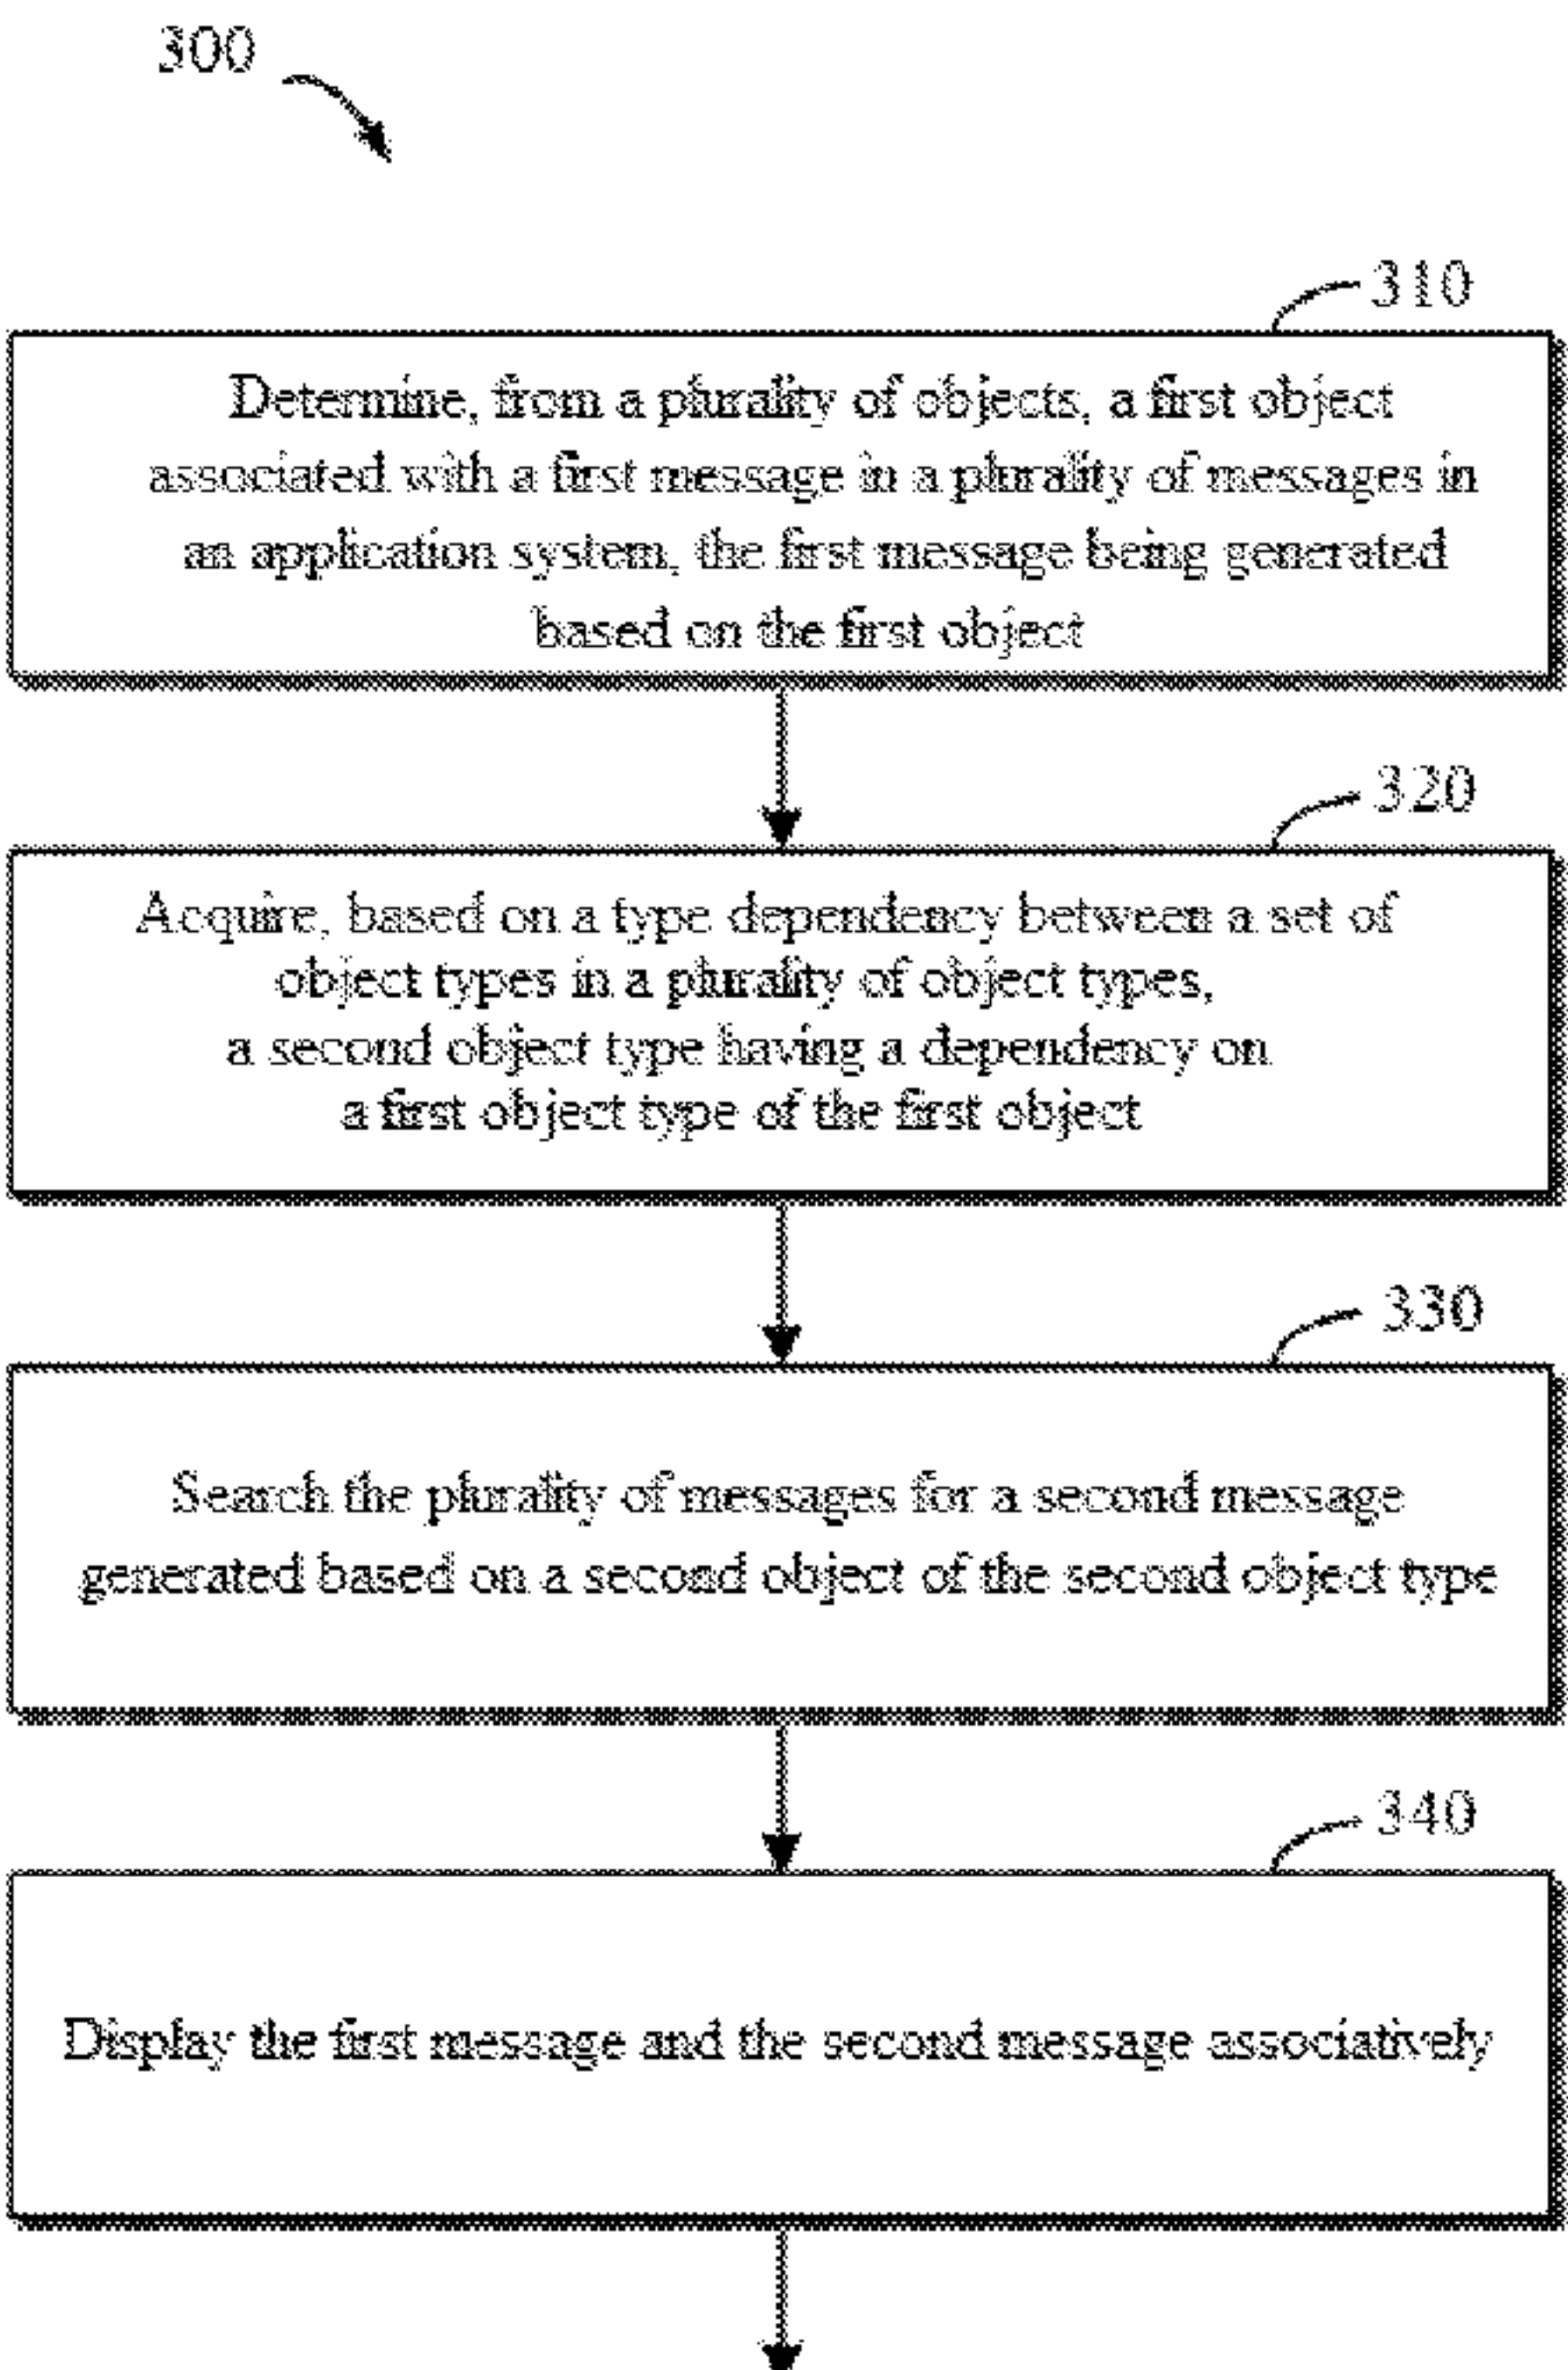 300
310
Determine, from a plurality of objects, a first object
associated with a first message in a plurality of messages in
an application system, the first message being generated
based on the first object
320
Acquire, based on a type dependency between a set of
object types in a plurality of object types,
a second object type having a dependency on
a first object type of the first object
330
Search the plurality of messages for a second message
generated based on a second object of the second object type
340
Display the first message and the second message associatively